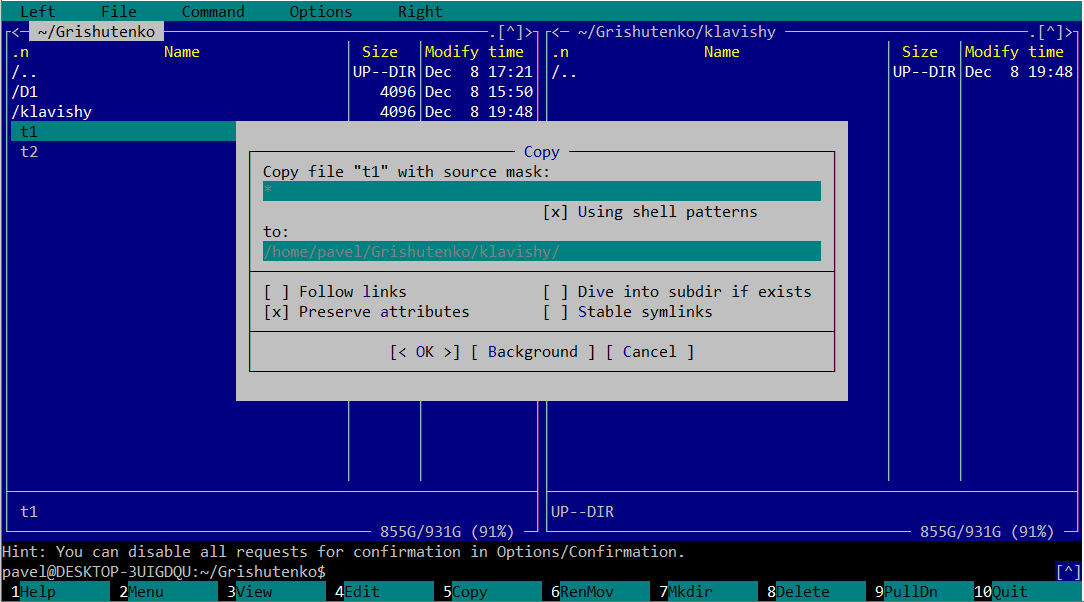 Left File Command Options Right
<─ ~/Grishutenko .[^]> <─ ~/Grishutenko/klavishy .[^]>
.n Name Size Modify time .n Name Size Modify time
/.. UP--DIR Dec 8 17:21 /.. UP--DIR Dec 8 19:48
/D1 4096 Dec 8 15:50
/klavishy 4096 Dec 8 19:48
t1
t2
Copy
Copy file "t1" with source mask:
*
[x] Using shell patterns
to:
/home/pavel/Grishutenko/klavishy/
[ ] Follow links [ ] Dive into subdir if exists
[x] Preserve attributes [ ] Stable symlinks
[< OK >] [ Background ] [ Cancel ]
t1 UP--DIR
855G/931G (91%) 855G/931G (91%)
Hint: You can disable all requests for confirmation in Options/Confirmation.
pavel@DESKTOP-3UIGDQU:~/Grishutenko$ [^]
1Help 2Menu 3View 4Edit 5Copy 6RenMov 7Mkdir 8Delete 9PullDn 10Quit